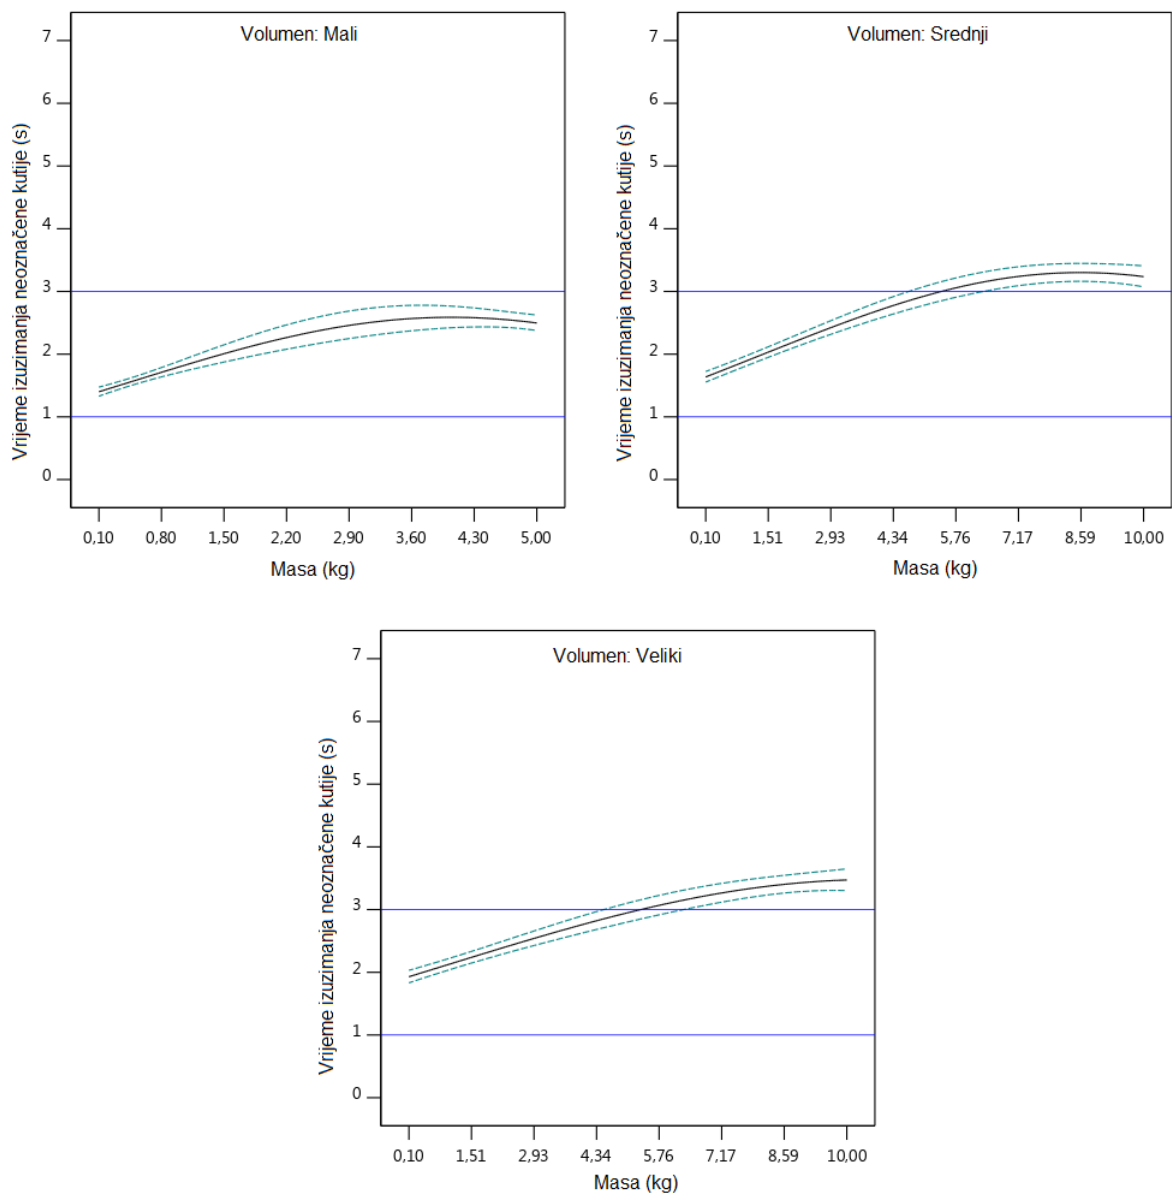 Volumen: Mali
Vrijeme izuzimanja neoznačene kutije (s)
7
6
5
4
3
2
1
0
0,10 0,80 1,50 2,20 2,90 3,60 4,30 5,00
Masa (kg)
Volumen: Srednji
Vrijeme izuzimanja neoznačene kutije (s)
7
6
5
4
3
2
1
0
0,10 1,51 2,93 4,34 5,76 7,17 8,59 10,00
Masa (kg)
Volumen: Veliki
Vrijeme izuzimanja neoznačene kutije (s)
7
6
5
4
3
2
1
0
0,10 1,51 2,93 4,34 5,76 7,17 8,59 10,00
Masa (kg)